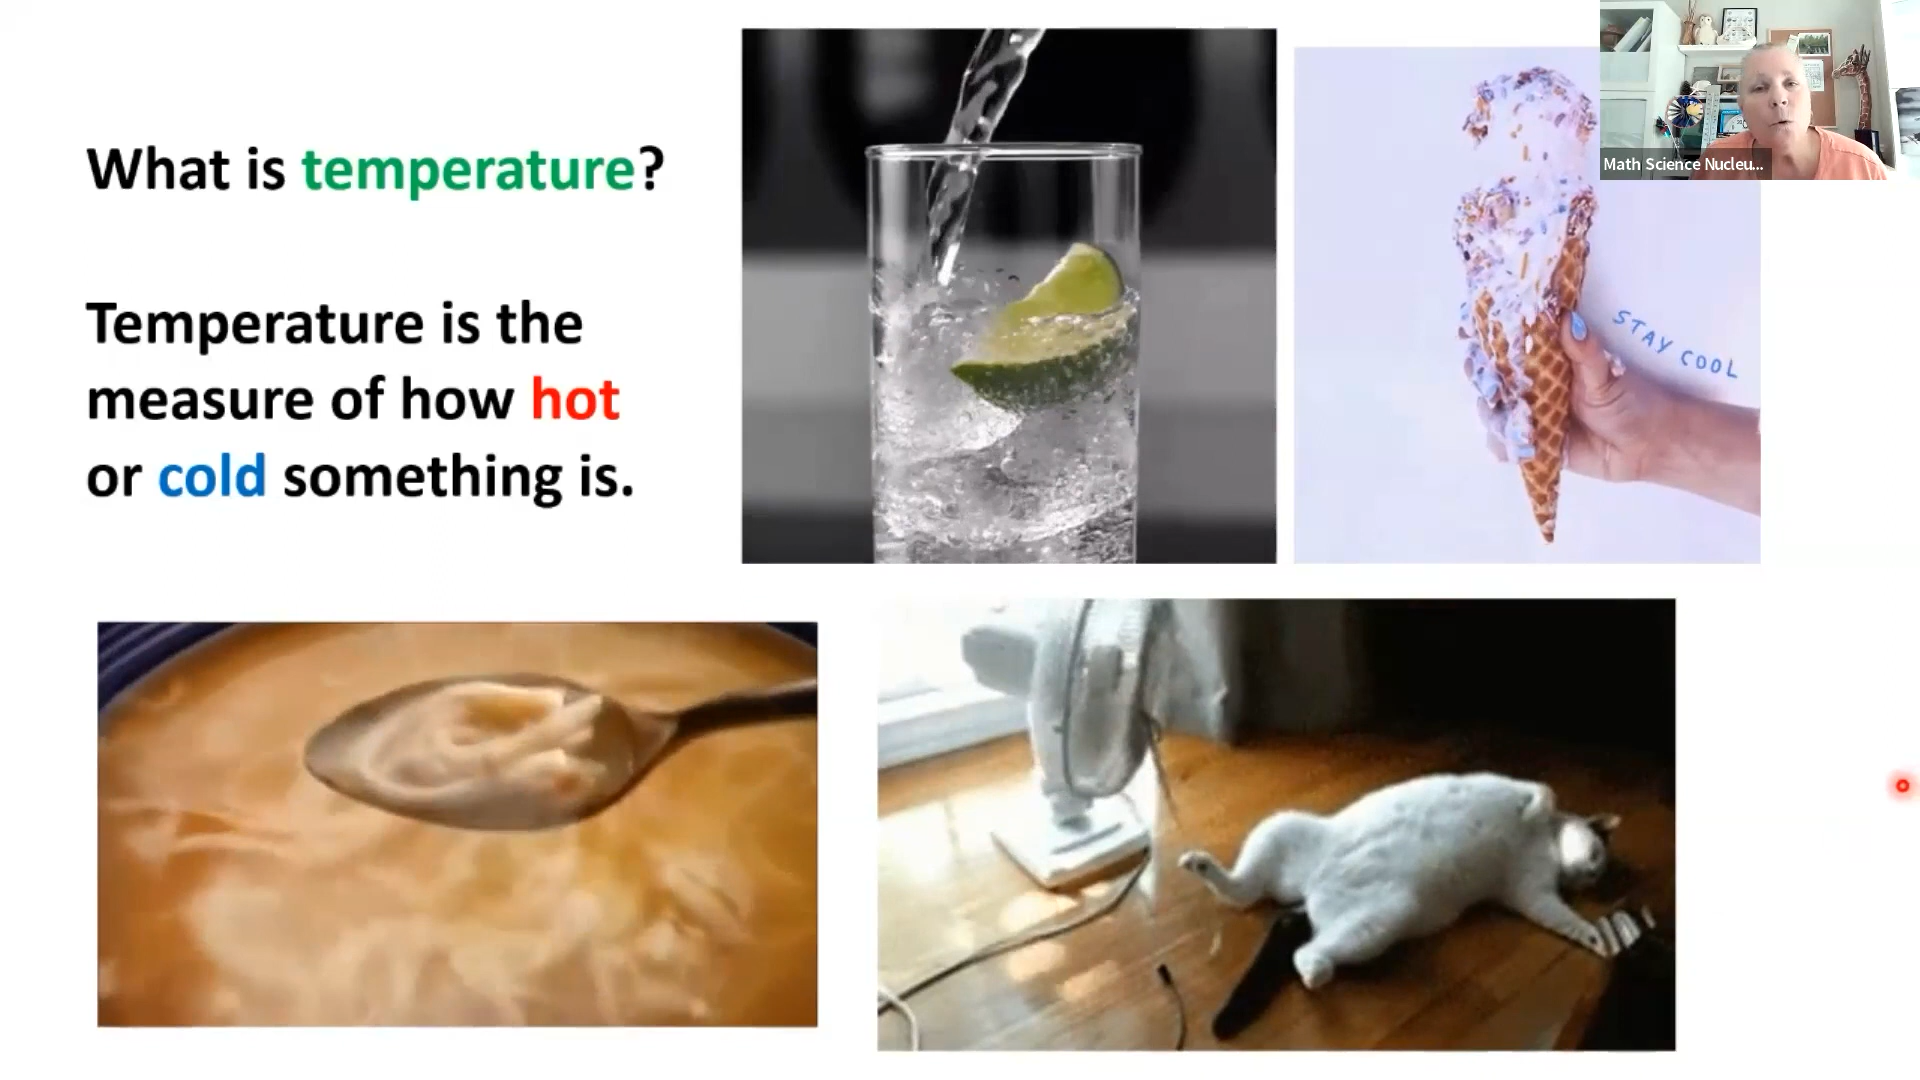 What is temperature?
Temperature is the
measure of how hot
or cold something is.
STAY COOL
Math Science Nucleu...